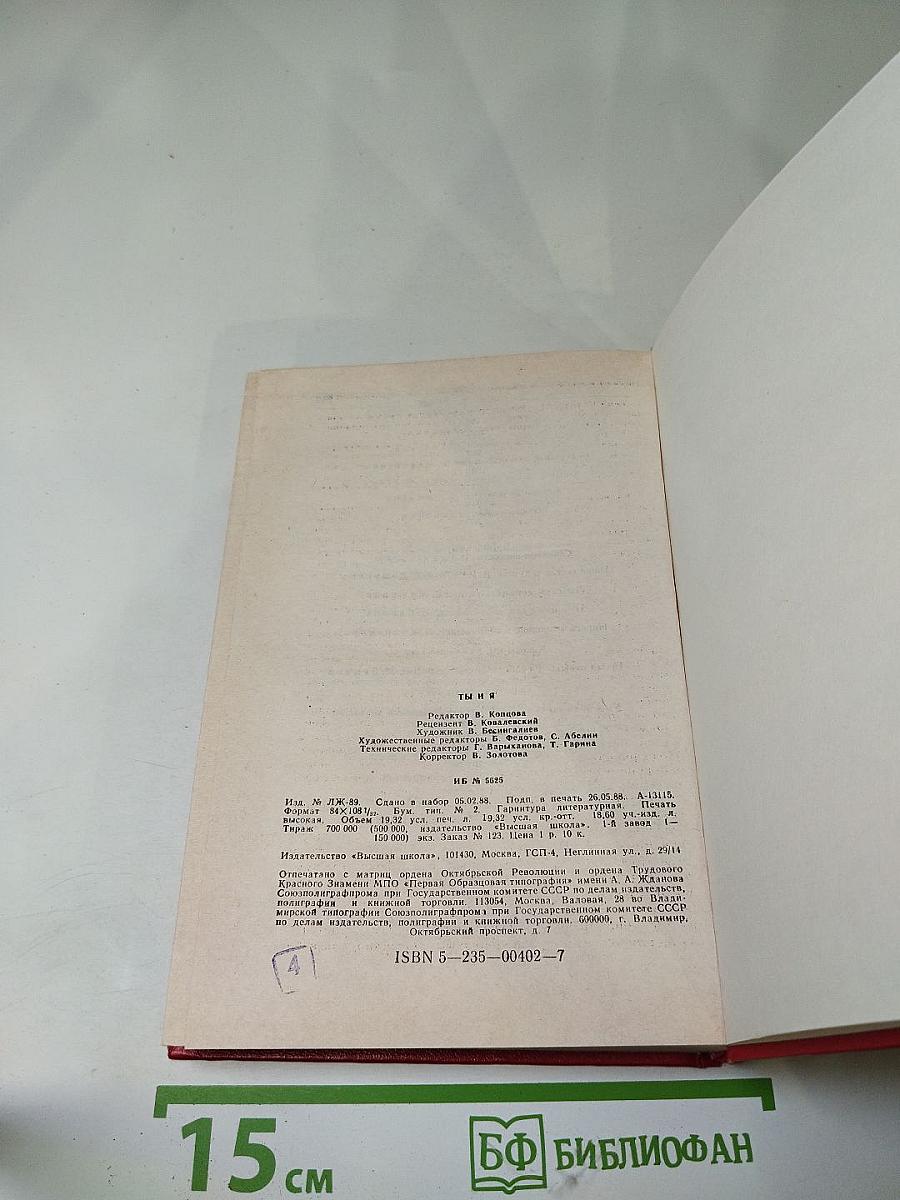 ТЫ И Я
Редактор В. Копцова
Рецензент В. Ковалевский
Художник В. Бесингалиев
Художественные редакторы Б. Федотов, С. Абелин
Технические редакторы Г. Варыханова, Т. Гарина
Корректор В. Золотова
ИБ № 5625
Изд. № ЛЖ-89. Сдано в набор 05.02.88. Подп. в печать 26.05.88. А-13115.
Формат 84×108 1/32. Бум. тип. № 2. Гарнитура литературная. Печать
высокая. Объем 19,32 усл. печ. л. 19,32 усл. кр.-отт. 18,60 уч.-изд. л.
Тираж 700 000 (500 000, издательство «Высшая школа». 1-й завод 1—
150 000) экз. Заказ № 123. Цена 1 р. 10 к.
Издательство «Высшая школа», 101430, Москва, ГСП-4, Неглинная ул., д. 29/14
Отпечатано с матриц ордена Октябрьской Революции и ордена Трудового
Красного Знамени МПО «Первая Образцовая типография» имени А. А. Жданова
Союзполиграфпрома при Государственном комитете СССР по делам издательств,
полиграфии и книжной торговли. 113054, Москва, Валовая, 28 во Влади-
мирской типографии Союзполиграфпрома при Государственном комитете СССР
по делам издательств, полиграфии и книжной торговли. 600000, г. Владимир,
Октябрьский проспект, д. 7
4
ISBN 5—235—00402—7
15 см
БФ БИБЛИОФАН